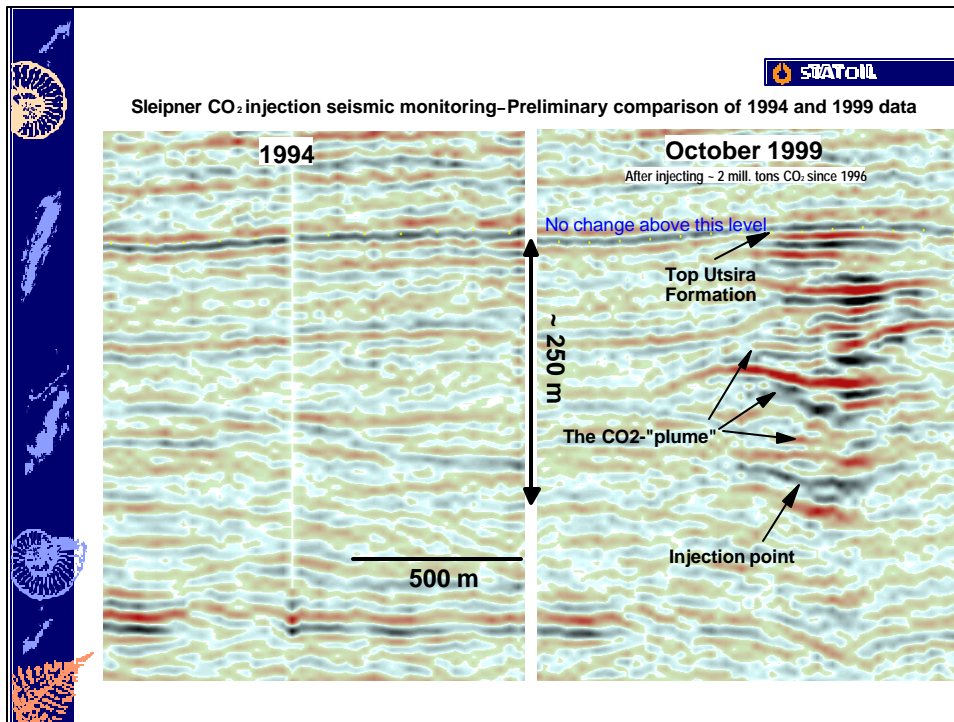 STATOIL
Sleipner CO₂ injection seismic monitoring–Preliminary comparison of 1994 and 1999 data
1994
October 1999
After injecting ~ 2 mill. tons CO₂ since 1996
No change above this level
Top Utsira
Formation
~ 250 m
The CO2-"plume"
Injection point
500 m